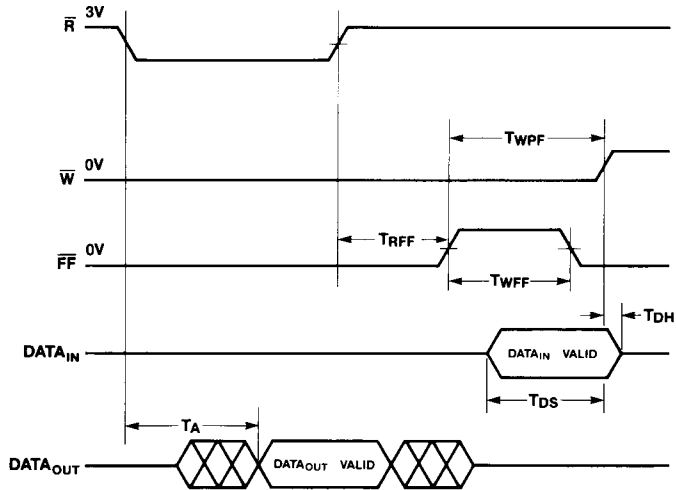 R̅ 3V
TWPF
W̅ 0V
TRFF
F̅F̅ 0V
TWFF
TDH
DATAIN
DATAIN VALID
TDS
TA
DATAOUT
DATAOUT VALID